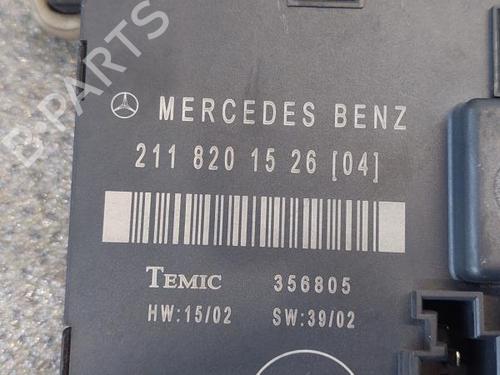 B-PARTS
MERCEDES BENZ
211 820 15 26 [04]
TEMIC 356805
HW:15/02 SW:39/02